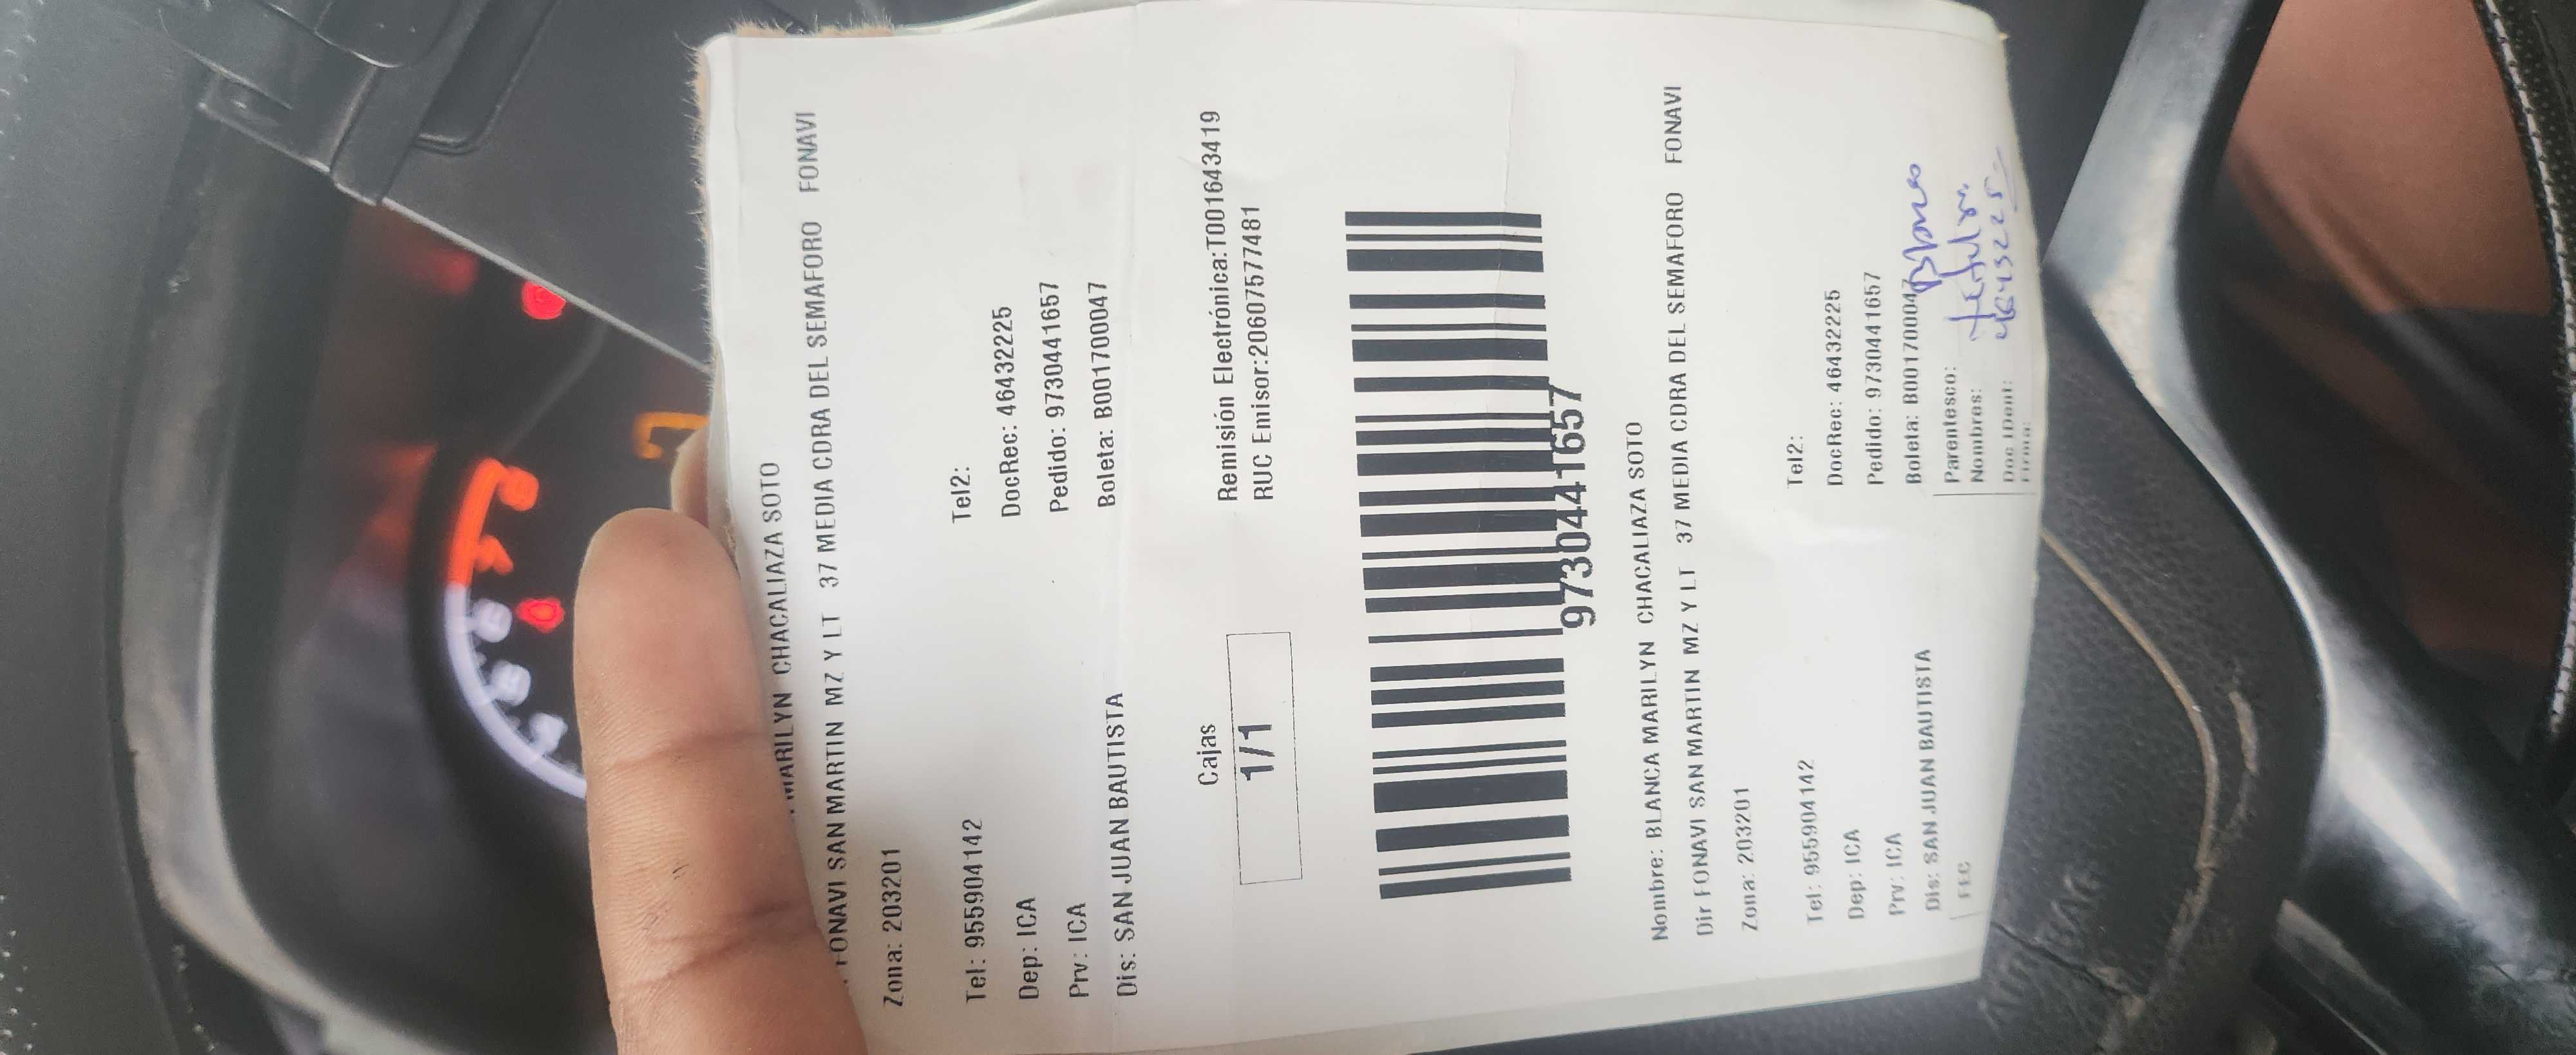 MARILYN CHACALIAZA SOTO
FONAVI SAN MARTIN MZ Y LT 37 MEDIA CDRA DEL SEMAFORO FONAVI
Zona: 203201
Tel: 955904142 Tel2:
Dep: ICA DocRec: 46432225
Prv: ICA Pedido: 9730441657
Dis: SAN JUAN BAUTISTA Boleta: B001700047
Cajas
1/1
Remisión Electrónica:T001643419
RUC Emisor:20607577481
9730441657
Nombre: BLANCA MARILYN CHACALIAZA SOTO
Dir FONAVI SAN MARTIN MZ Y LT 37 MEDIA CDRA DEL SEMAFORO FONAVI
Zona: 203201
Tel: 955904142 Tel2:
Dep: ICA DocRec: 46432225
Prv: ICA Pedido: 9730441657
Dis: SAN JUAN BAUTISTA Boleta: B001700047
FEC Parentesco:
Nombres:
Doc IDent:
Firma: